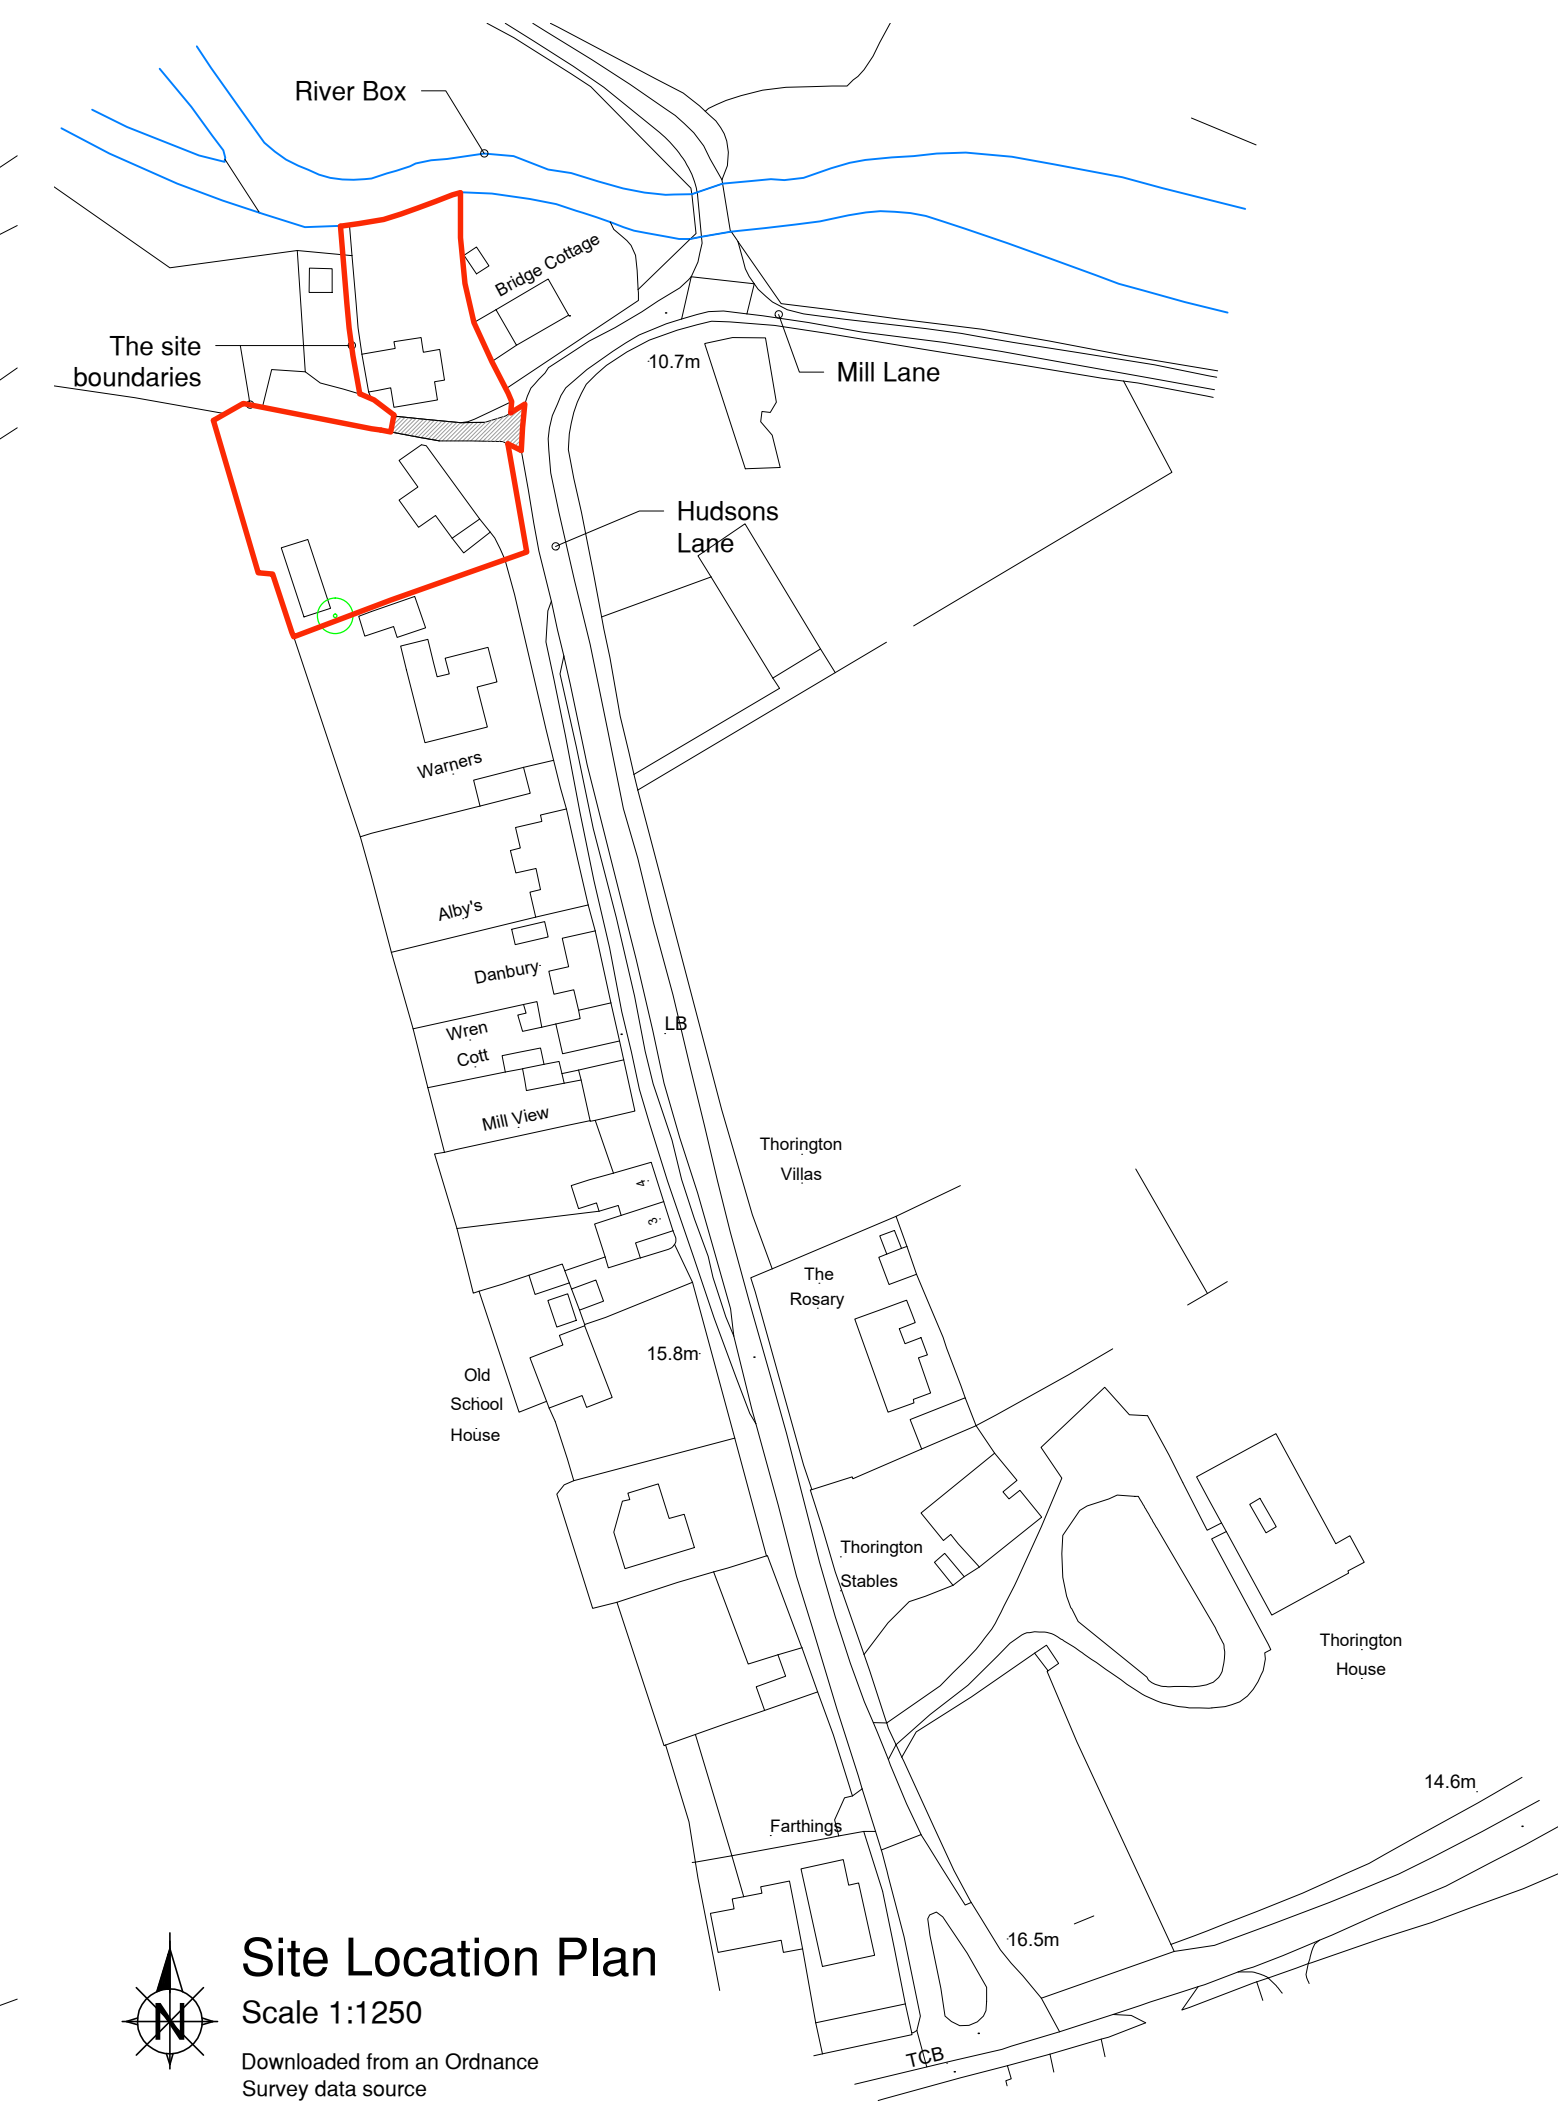 River Box
Bridge Cottage
The site
boundaries
10.7m
Mill Lane
Hudsons
Lane
Warners
Alby's
Danbury
Wren
Cott
LB
Mill View
Thorington
Villas
4
3
The
Rosary
15.8m
Old
School
House
Thorington
Stables
Thorington
House
14.6m
Farthings
16.5m
TCB
N
Site Location Plan
Scale 1:1250
Downloaded from an Ordnance
Survey data source